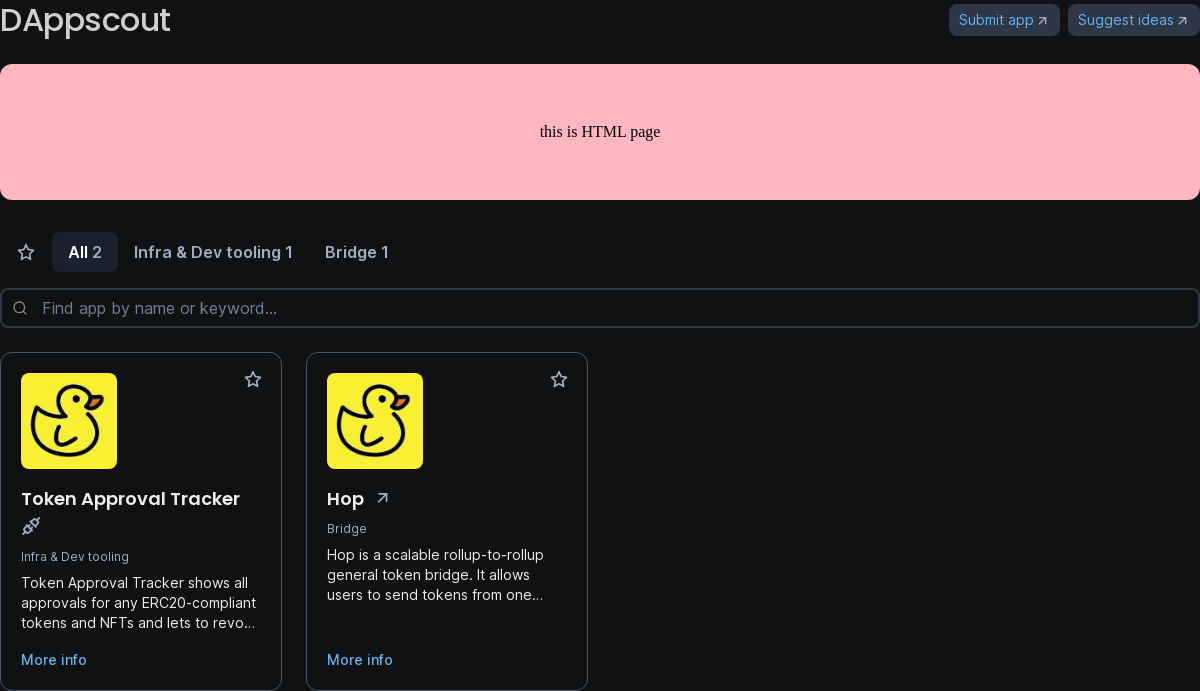 DAppscout
Submit app
Suggest ideas
this is HTML page
All 2
Infra & Dev tooling 1
Bridge 1
Find app by name or keyword...
Token Approval Tracker
Infra & Dev tooling
Token Approval Tracker shows all
approvals for any ERC20-compliant
tokens and NFTs and lets to revo...
More info
Hop
Bridge
Hop is a scalable rollup-to-rollup
general token bridge. It allows
users to send tokens from one...
More info